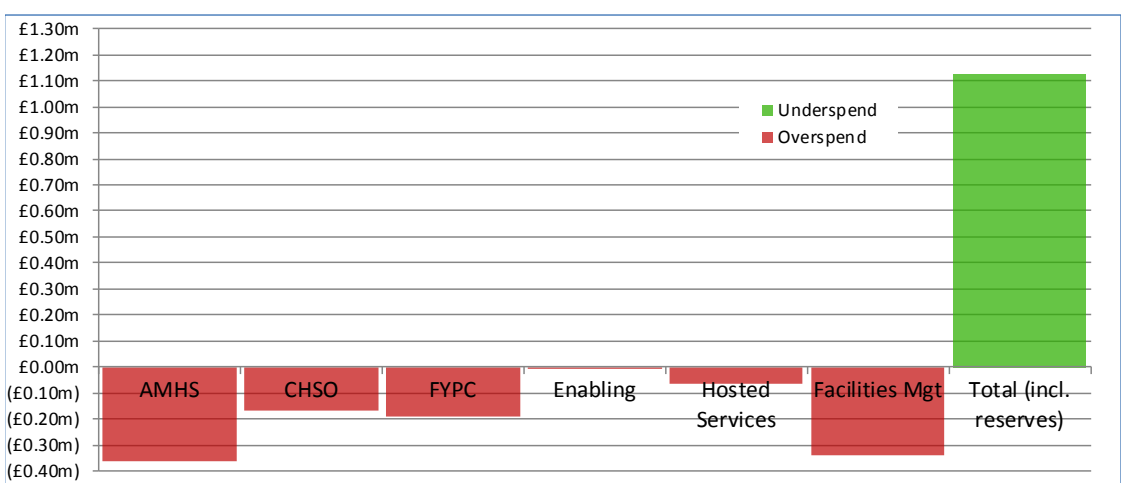 £1.30m
£1.20m
£1.10m
£1.00m
£0.90m
£0.80m
£0.70m
£0.60m
£0.50m
£0.40m
£0.30m
£0.20m
£0.10m
£0.00m
(£0.10m)
(£0.20m)
(£0.30m)
(£0.40m)
Underspend
Overspend
AMHS
CHSO
FYPC
Enabling
Hosted
Services
Facilities Mgt
Total (incl.
reserves)